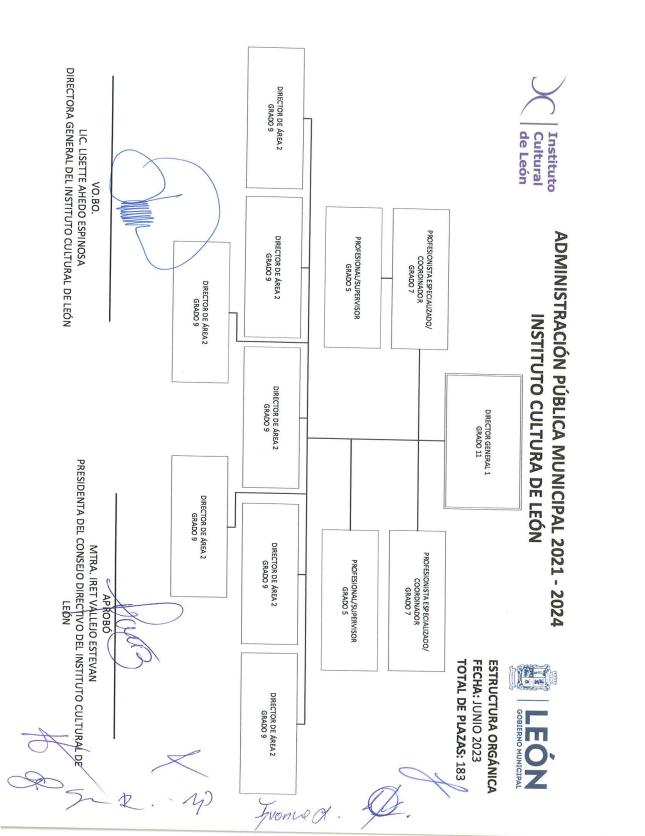 Instituto
Cultural
de León
ADMINISTRACIÓN PÚBLICA MUNICIPAL 2021 - 2024
INSTITUTO CULTURA DE LEÓN
LEÓN
GOBIERNO MUNICIPAL
ESTRUCTURA ORGÁNICA
FECHA: JUNIO 2023
TOTAL DE PLAZAS: 183
DIRECTOR GENERAL 1
GRADO 11
PROFESIONISTA ESPECIALIZADO/
COORDINADOR
GRADO 7
PROFESIONISTA ESPECIALIZADO/
COORDINADOR
GRADO 7
PROFESIONAL/SUPERVISOR
GRADO 5
PROFESIONAL/SUPERVISOR
GRADO 5
DIRECTOR DE ÁREA 2
GRADO 9
DIRECTOR DE ÁREA 2
GRADO 9
DIRECTOR DE ÁREA 2
GRADO 9
DIRECTOR DE ÁREA 2
GRADO 9
DIRECTOR DE ÁREA 2
GRADO 9
DIRECTOR DE ÁREA 2
GRADO 9
DIRECTOR DE ÁREA 2
GRADO 9
VO.BO.
LIC. LISETTE AHEDO ESPINOSA
DIRECTORA GENERAL DEL INSTITUTO CULTURAL DE LEÓN
APROBÓ
MTRA. IRET VALLEJO ESTEVAN
PRESIDENTA DEL CONSEJO DIRECTIVO DEL INSTITUTO CULTURAL DE
LEÓN